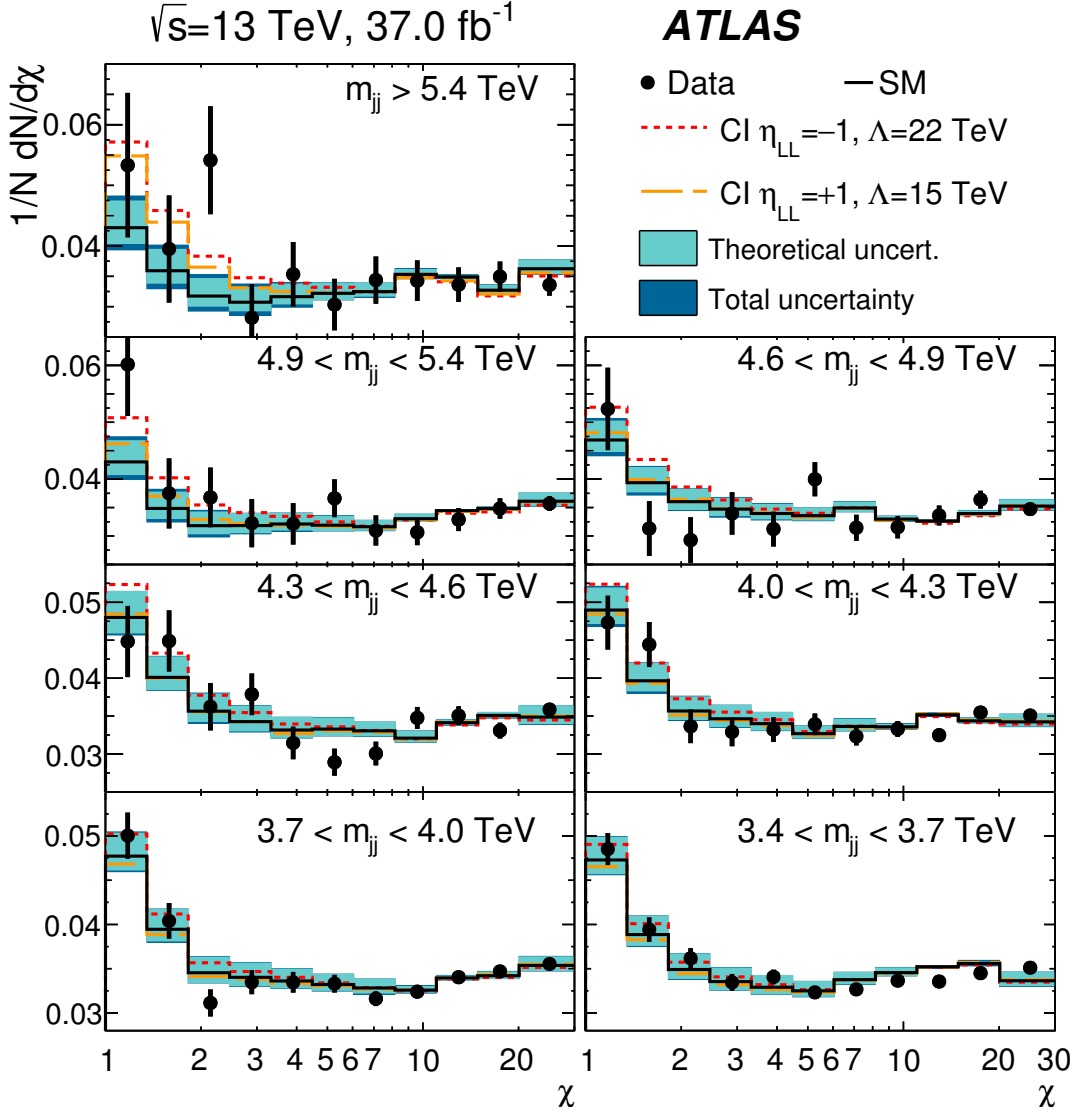 √s=13 TeV, 37.0 fb⁻¹
ATLAS
1/N dN/dχ
m_jj > 5.4 TeV
0.06
0.04
Data
SM
CI η_LL=−1, Λ=22 TeV
CI η_LL=+1, Λ=15 TeV
Theoretical uncert.
Total uncertainty
4.9 < m_jj < 5.4 TeV
0.06
0.04
4.6 < m_jj < 4.9 TeV
4.3 < m_jj < 4.6 TeV
0.05
0.04
0.03
4.0 < m_jj < 4.3 TeV
3.7 < m_jj < 4.0 TeV
0.05
0.04
0.03
3.4 < m_jj < 3.7 TeV
1 2 3 4 5 6 7 10 20
1 2 3 4 5 6 7 10 20 30
χ
χ